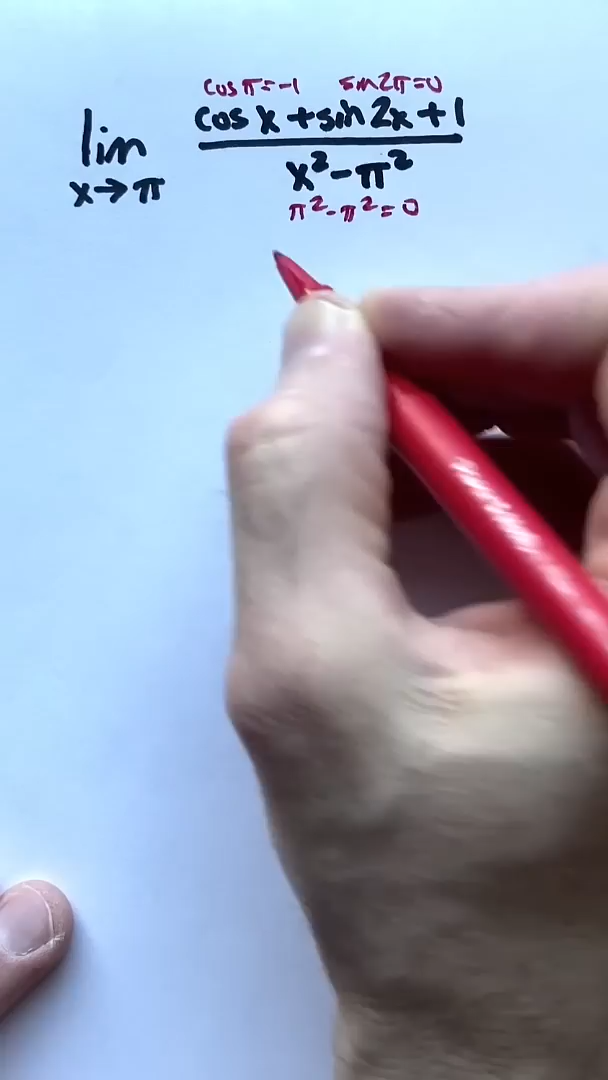 cos π = -1 sin 2π = 0
cos x + sin 2x + 1
lim
x → π
x² - π²
π² - π² = 0